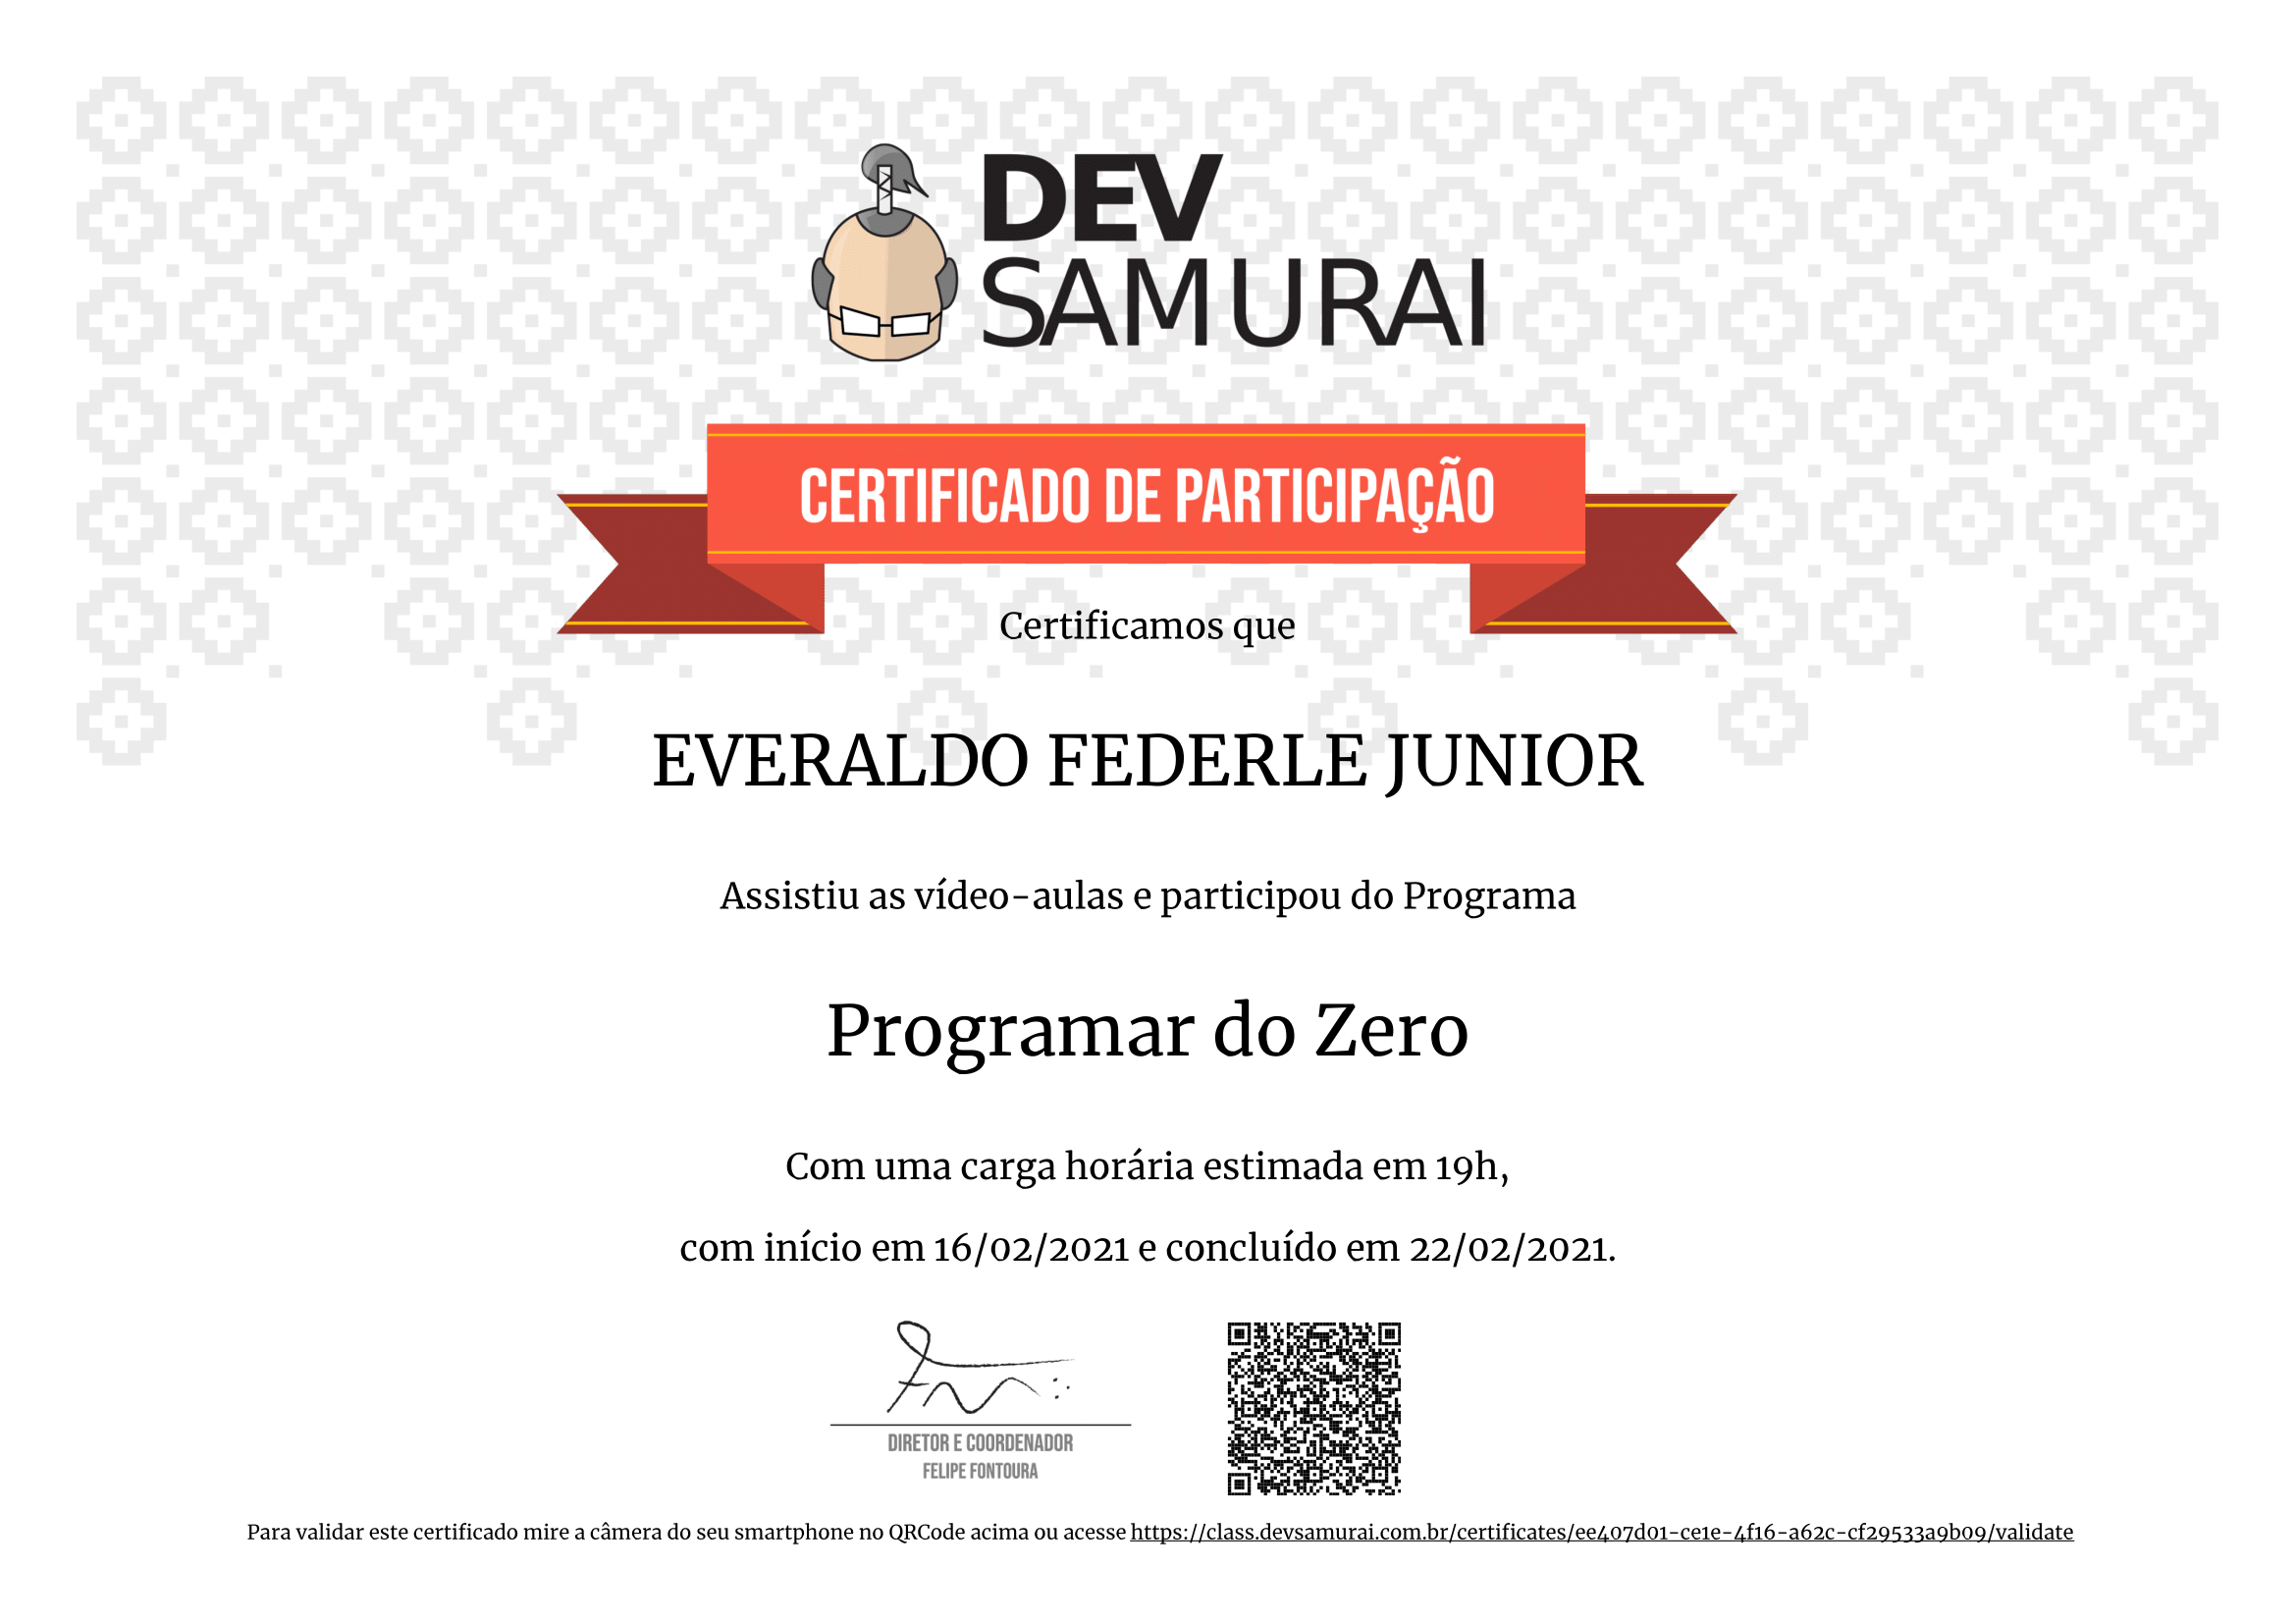 DEV
SAMURAI
CERTIFICADO DE PARTICIPAÇÃO
Certificamos que
EVERALDO FEDERLE JUNIOR
Assistiu as vídeo-aulas e participou do Programa
Programar do Zero
Com uma carga horária estimada em 19h,
com início em 16/02/2021 e concluído em 22/02/2021.
DIRETOR E COORDENADOR
FELIPE FONTOURA
Para validar este certificado mire a câmera do seu smartphone no QRCode acima ou acesse https://class.devsamurai.com.br/certificates/ee407d01-ce1e-4f16-a62c-cf29533a9b09/validate